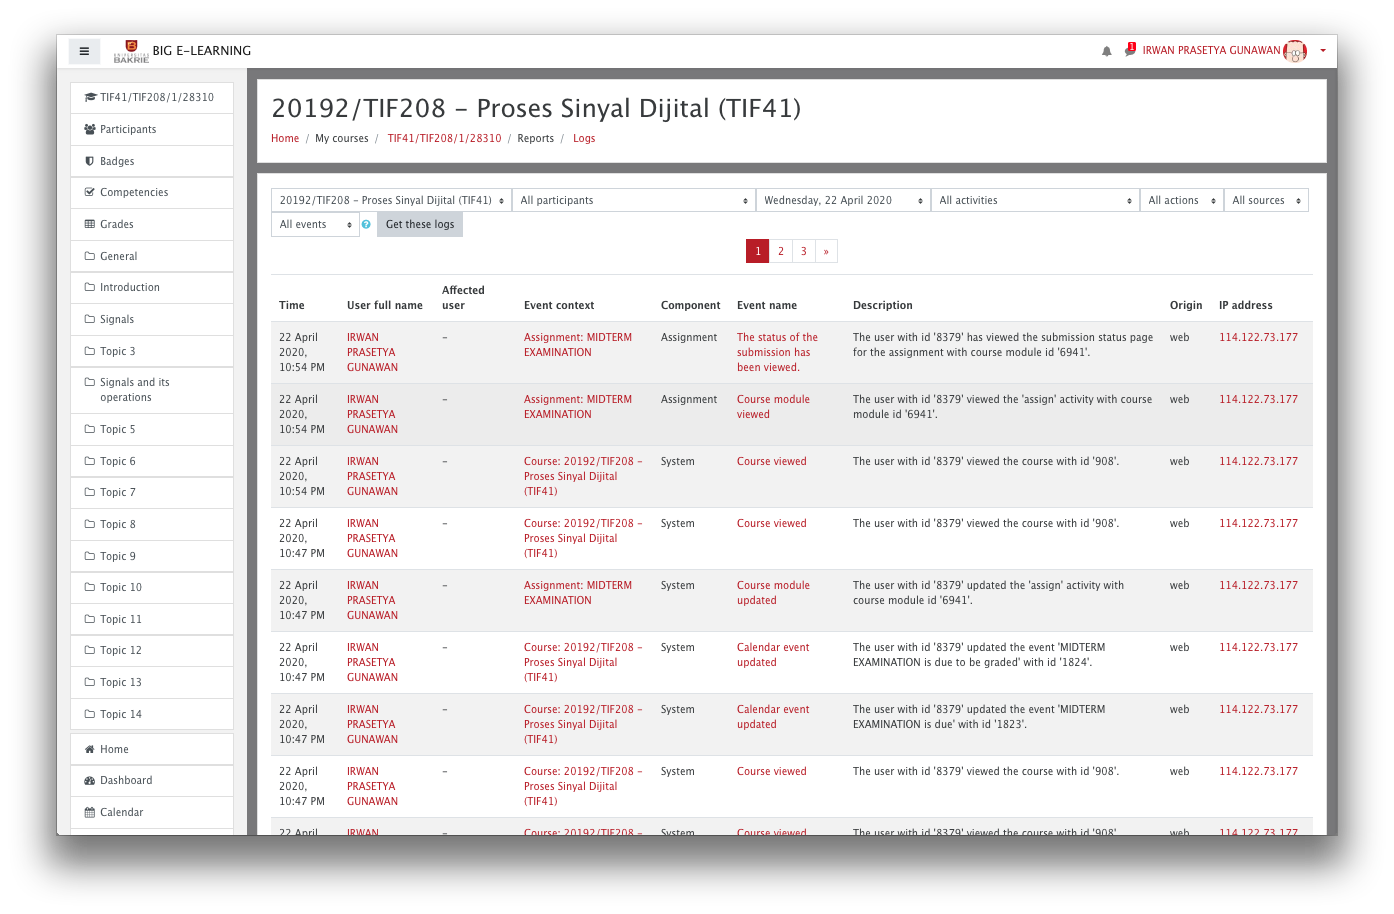 BAKRIE
BIG E-LEARNING
1
IRWAN PRASETYA GUNAWAN
TIF41/TIF208/1/28310
Participants
Badges
Competencies
Grades
General
Introduction
Signals
Topic 3
Signals and its
operations
Topic 5
Topic 6
Topic 7
Topic 8
Topic 9
Topic 10
Topic 11
Topic 12
Topic 13
Topic 14
Home
Dashboard
Calendar
20192/TIF208 – Proses Sinyal Dijital (TIF41)
Home / My courses / TIF41/TIF208/1/28310 / Reports / Logs
20192/TIF208 – Proses Sinyal Dijital (TIF41) All participants Wednesday, 22 April 2020 All activities All actions All sources
All events ? Get these logs
1 2 3 »
Time User full name Affected user Event context Component Event name Description Origin IP address
22 April IRWAN – Assignment: MIDTERM Assignment The status of the The user with id '8379' has viewed the submission status page web 114.122.73.177
2020, PRASETYA EXAMINATION submission has for the assignment with course module id '6941'.
10:54 PM GUNAWAN been viewed.
22 April IRWAN – Assignment: MIDTERM Assignment Course module The user with id '8379' viewed the 'assign' activity with course web 114.122.73.177
2020, PRASETYA EXAMINATION viewed module id '6941'.
10:54 PM GUNAWAN
22 April IRWAN – Course: 20192/TIF208 – System Course viewed The user with id '8379' viewed the course with id '908'. web 114.122.73.177
2020, PRASETYA Proses Sinyal Dijital
10:54 PM GUNAWAN (TIF41)
22 April IRWAN – Course: 20192/TIF208 – System Course viewed The user with id '8379' viewed the course with id '908'. web 114.122.73.177
2020, PRASETYA Proses Sinyal Dijital
10:47 PM GUNAWAN (TIF41)
22 April IRWAN – Assignment: MIDTERM System Course module The user with id '8379' updated the 'assign' activity with web 114.122.73.177
2020, PRASETYA EXAMINATION updated course module id '6941'.
10:47 PM GUNAWAN
22 April IRWAN – Course: 20192/TIF208 – System Calendar event The user with id '8379' updated the event 'MIDTERM web 114.122.73.177
2020, PRASETYA Proses Sinyal Dijital updated EXAMINATION is due to be graded' with id '1824'.
10:47 PM GUNAWAN (TIF41)
22 April IRWAN – Course: 20192/TIF208 – System Calendar event The user with id '8379' updated the event 'MIDTERM web 114.122.73.177
2020, PRASETYA Proses Sinyal Dijital updated EXAMINATION is due' with id '1823'.
10:47 PM GUNAWAN (TIF41)
22 April IRWAN – Course: 20192/TIF208 – System Course viewed The user with id '8379' viewed the course with id '908'. web 114.122.73.177
2020, PRASETYA Proses Sinyal Dijital
10:47 PM GUNAWAN (TIF41)
22 April IRWAN – Course: 20192/TIF208 – System Course viewed The user with id '8379' viewed the course with id '908'. web 114.122.73.177